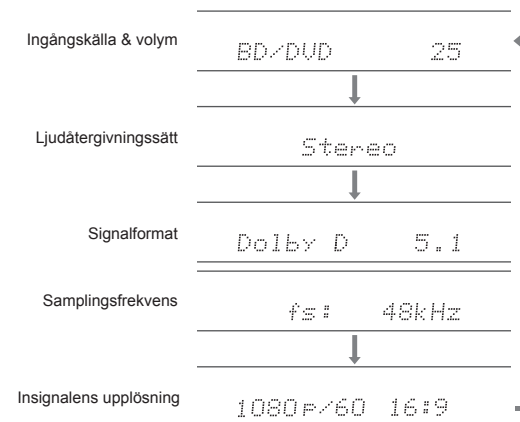 Ingångskälla & volym
BD/DVD 25
Ljudåtergivningssätt
Stereo
Signalformat
Dolby D 5.1
Samplingsfrekvens
fs: 48kHz
Insignalens upplösning
1080p/60 16:9